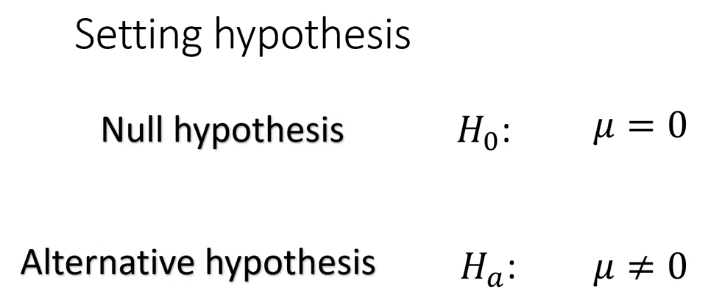 Setting hypothesis
Null hypothesis H₀: μ = 0
Alternative hypothesis Hₐ: μ ≠ 0